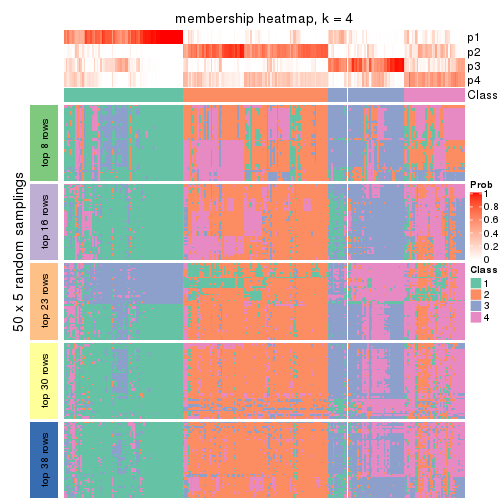 membership heatmap, k = 4
p1
p2
p3
p4
Class
50 x 5 random samplings
top 8 rows
top 16 rows
top 23 rows
top 30 rows
top 38 rows
Prob
1
0.8
0.6
0.4
0.2
0
Class
1
2
3
4